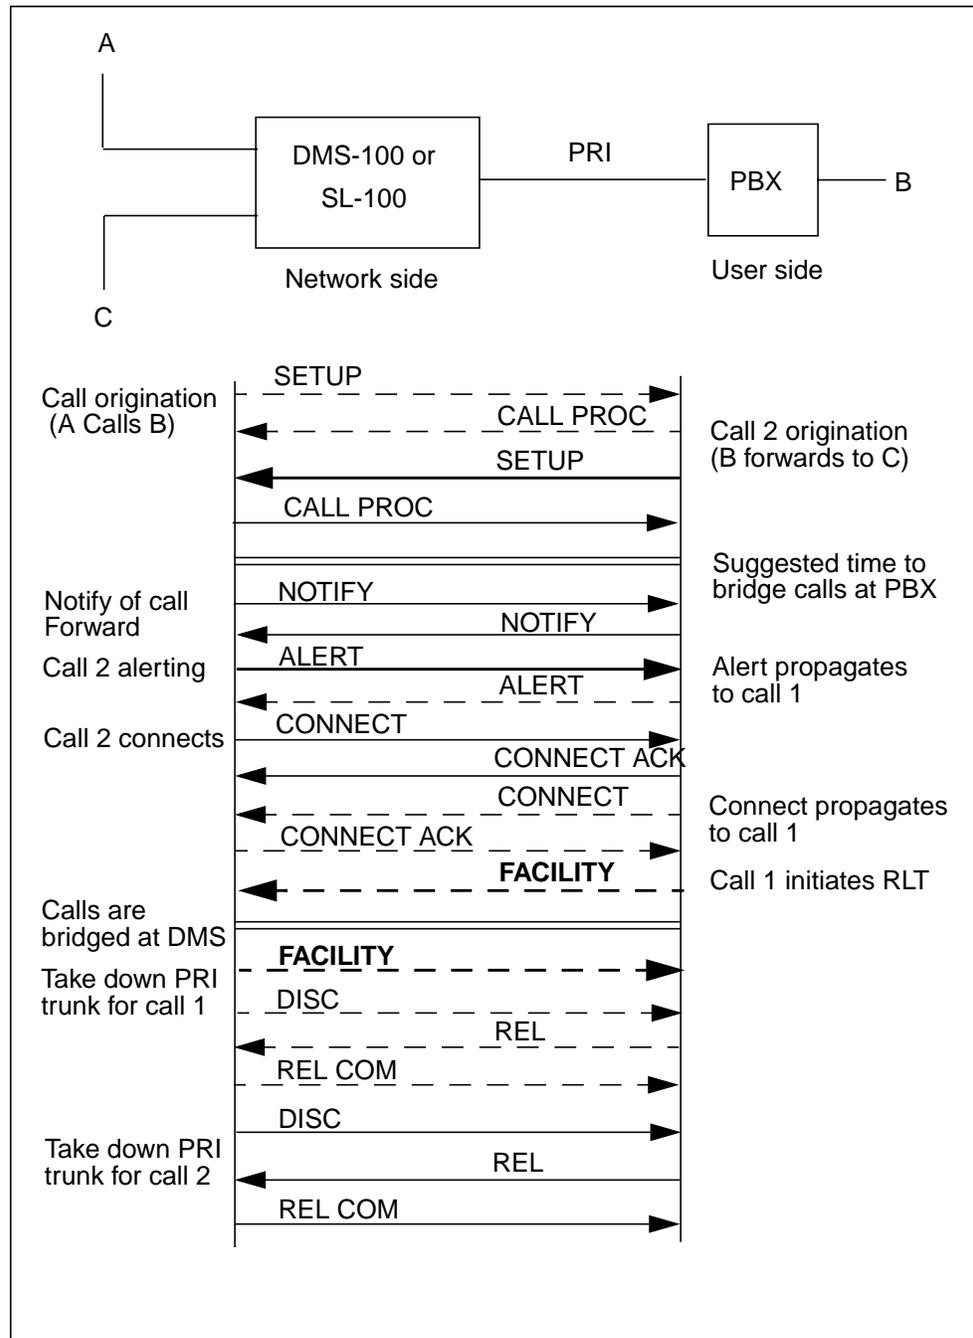 A
DMS-100 or
SL-100
PRI
PBX
B
Network side
User side
C
SETUP
Call origination
(A Calls B)
CALL PROC
Call 2 origination
(B forwards to C)
SETUP
CALL PROC
Suggested time to
bridge calls at PBX
Notify of call
Forward
NOTIFY
NOTIFY
Call 2 alerting
ALERT
Alert propagates
to call 1
ALERT
Call 2 connects
CONNECT
CONNECT ACK
CONNECT
Connect propagates
to call 1
CONNECT ACK
FACILITY
Call 1 initiates RLT
Calls are
bridged at DMS
FACILITY
Take down PRI
trunk for call 1
DISC
REL
REL COM
DISC
Take down PRI
trunk for call 2
REL
REL COM